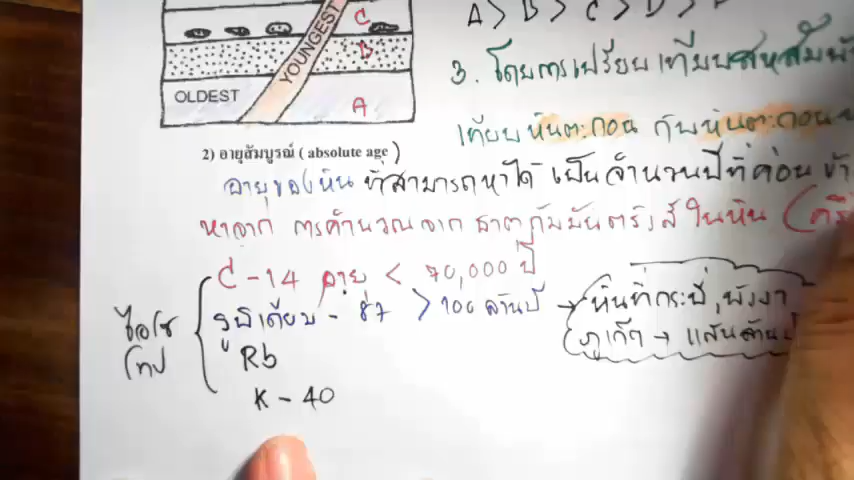 C
B
A
YOUNGEST
OLDEST
A > B > C > D >
3. โดยการเปรียบเทียบสหสัมพั
เทียบหินตะกอน กับหินตะกอน
2) อายุสัมบูรณ์ ( absolute age )
อายุของหิน ที่สามารถหาได้ เป็นจำนวนปีที่ค่อน ข้า
หาจาก การคำนวณจาก ธาตุกัมมันตรังสี ในหิน
ไอโซ
โทป
C - 14 อายุ < 70,000 ปี
รูบิเดียม - 87 > 100 ล้านปี → หินที่กระบี่, พังงา
ภูเก็ต → แสนล้าน
Rb
K - 40